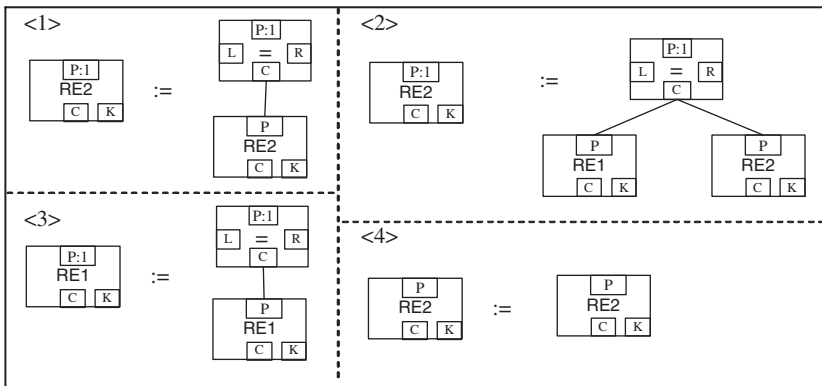 <1>
P:1
RE2
C K
:=
P:1
L = R
C
P
RE2
C K
<2>
P:1
RE2
C K
:=
P:1
L = R
C
P
RE1
C K
P
RE2
C K
<3>
P:1
RE1
C K
:=
P:1
L = R
C
P
RE1
C K
<4>
P
RE2
C K
:=
P
RE2
C K